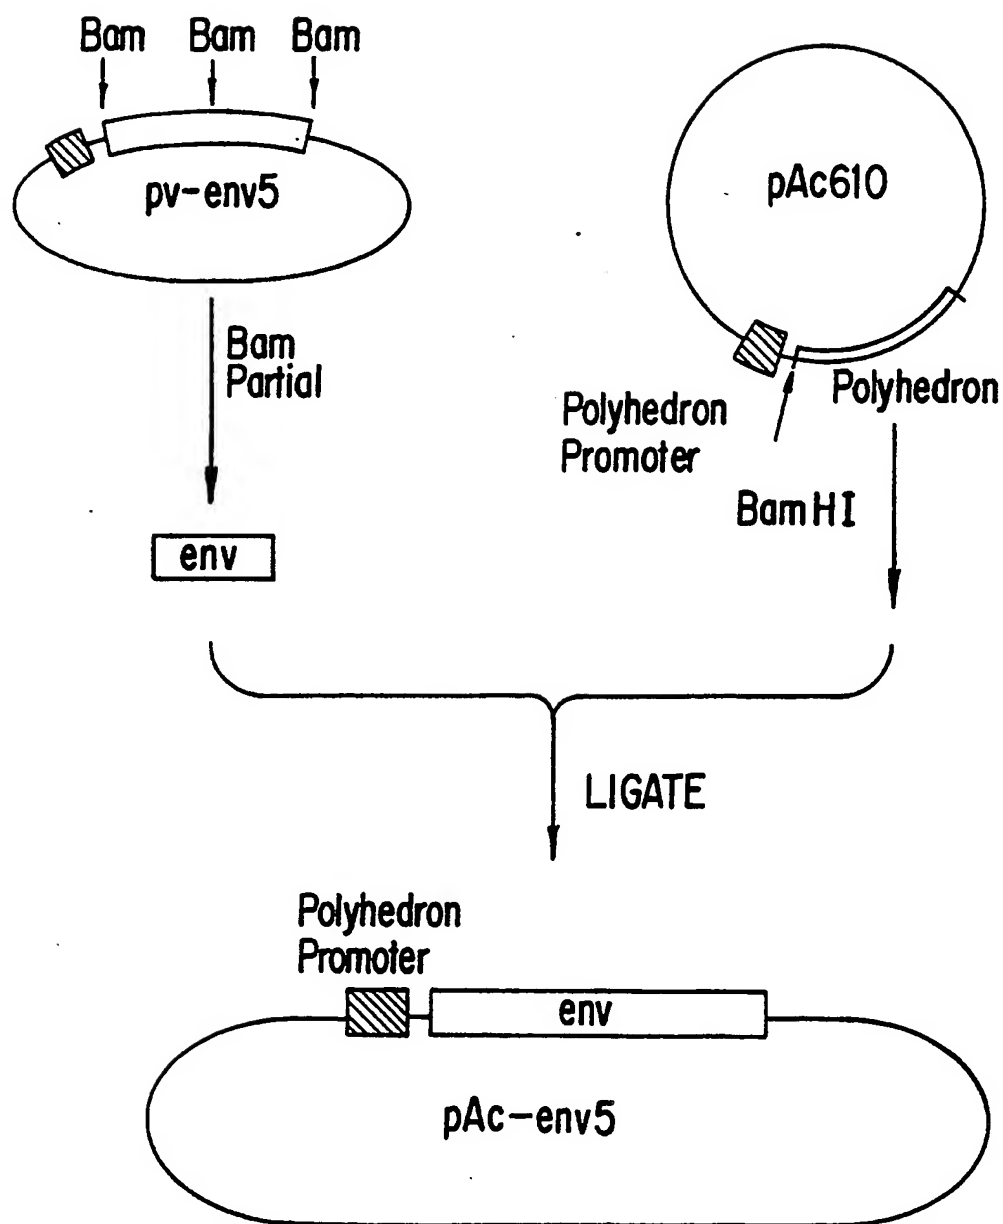 Bam Bam Bam
pv-env5
Bam
Partial
env
pAc610
Polyhedron
Promoter
Polyhedron
BamHI
LIGATE
Polyhedron
Promoter
env
pAc-env5